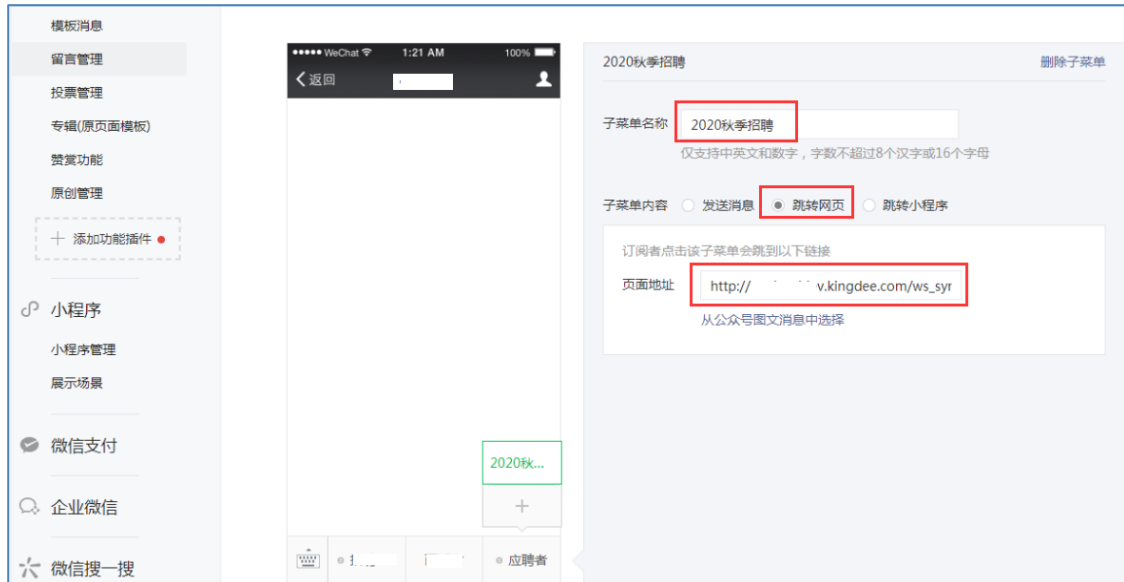 模板消息
留言管理
投票管理
专辑(原页面模板)
赞赏功能
原创管理
添加功能插件
小程序
小程序管理
展示场景
微信支付
企业微信
微信搜一搜
WeChat 1:21 AM 100%
返回
2020秋...
+
应聘者
2020秋季招聘 删除子菜单
子菜单名称 2020秋季招聘
仅支持中英文和数字，字数不超过8个汉字或16个字母
子菜单内容 发送消息 跳转网页 跳转小程序
订阅者点击该子菜单会跳到以下链接
页面地址 http:// v.kingdee.com/ws_syr
从公众号图文消息中选择